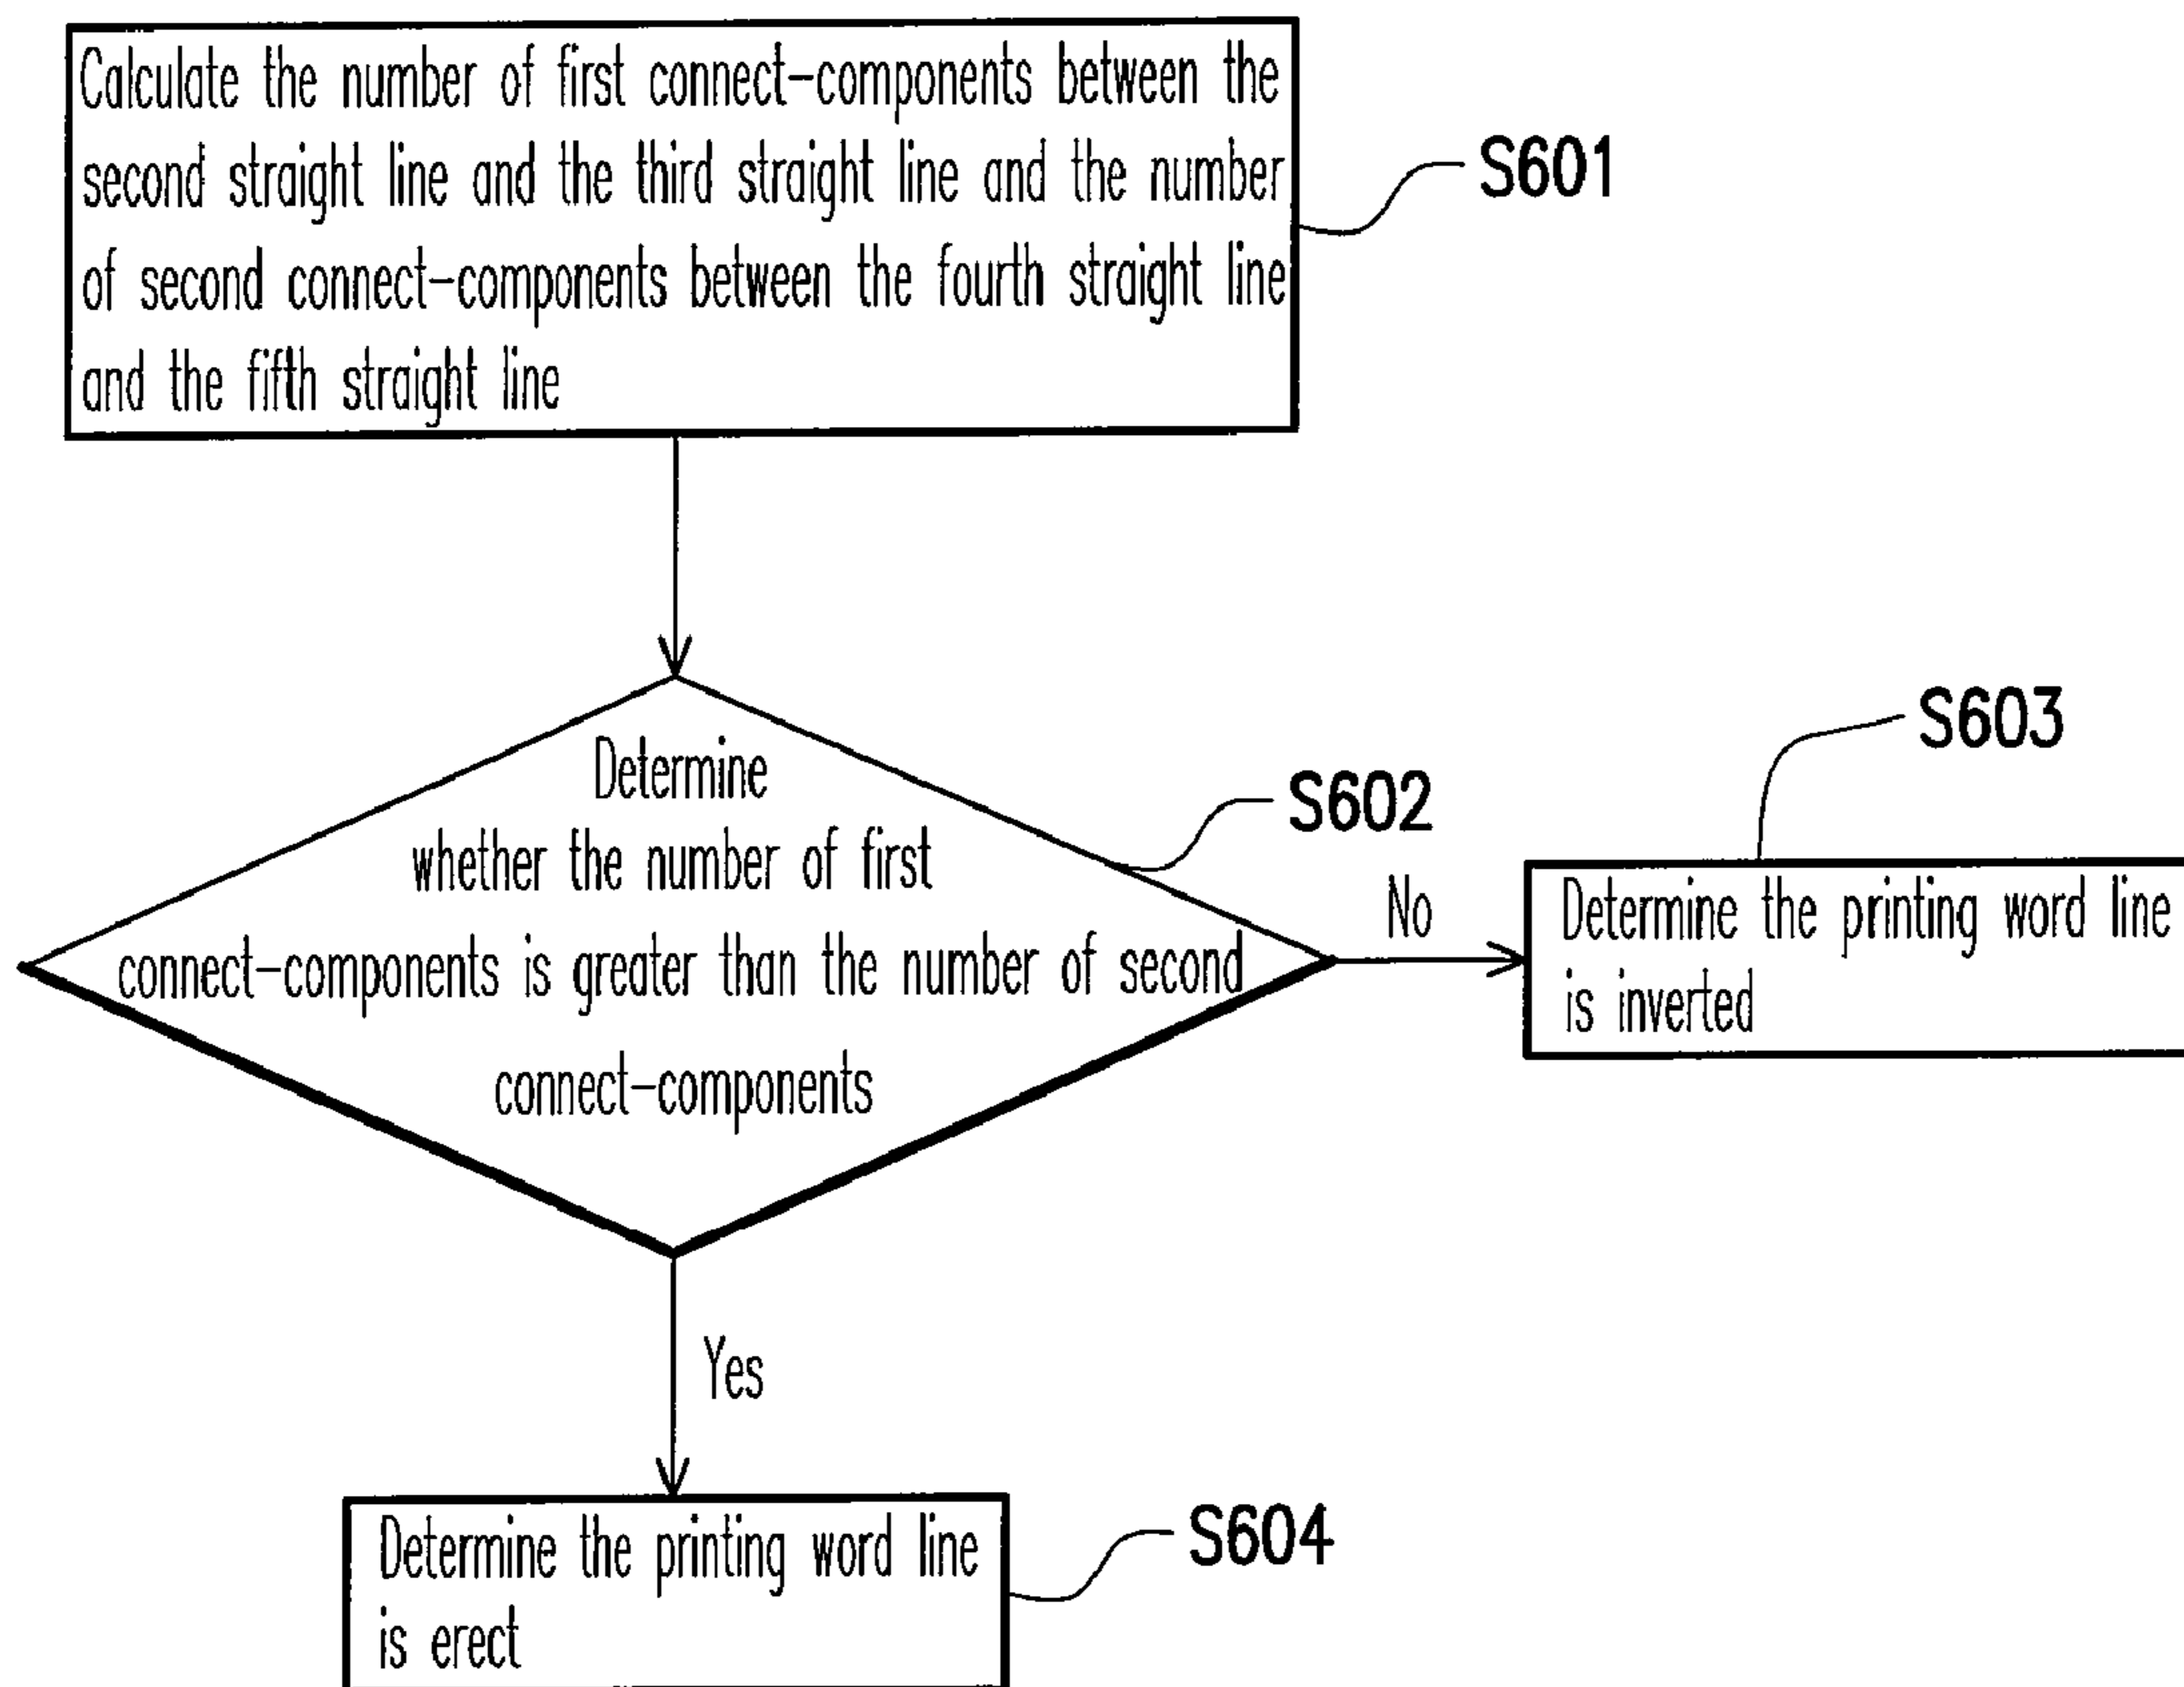 Calculate the number of first connect-components between the
second straight line and the third straight line and the number
of second connect-components between the fourth straight line
and the fifth straight line
S601
Determine
whether the number of first
connect-components is greater than the number of second
connect-components
S602
No
S603
Determine the printing word line
is inverted
Yes
Determine the printing word line
is erect
S604